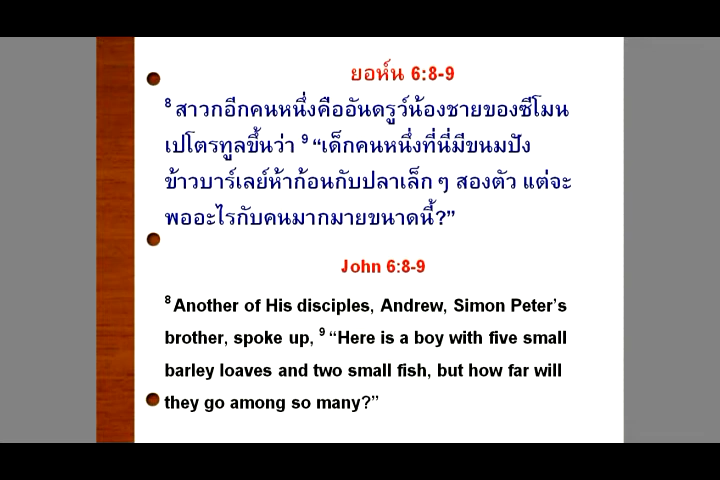 ยอห์น 6:8-9
8 สาวกอีกคนหนึ่งคืออันดรูว์น้องชายของซีโมน
เปโตรทูลขึ้นว่า 9 “เด็กคนหนึ่งที่นี่มีขนมปัง
ข้าวบาร์เลย์ห้าก้อนกับปลาเล็ก ๆ สองตัว แต่จะ
พออะไรกับคนมากมายขนาดนี้?”
John 6:8-9
8 Another of His disciples, Andrew, Simon Peter’s
brother, spoke up, 9 “Here is a boy with five small
barley loaves and two small fish, but how far will
they go among so many?”